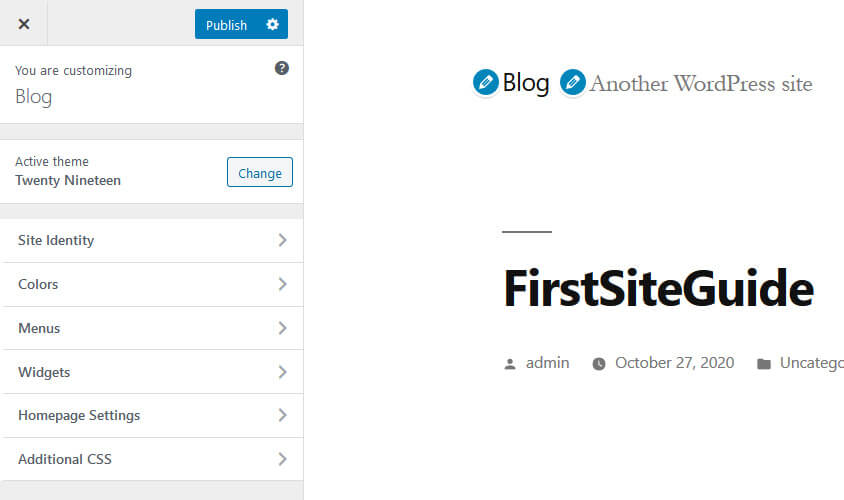 Publish
You are customizing
Blog
Active theme
Twenty Nineteen
Change
Site Identity
Colors
Menus
Widgets
Homepage Settings
Additional CSS
Blog Another WordPress site
FirstSiteGuide
admin October 27, 2020 Uncatego